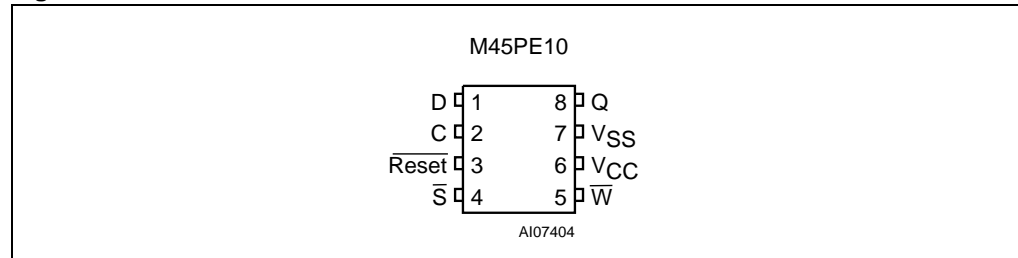 M45PE10
D 1 8 Q
C 2 7 VSS
Reset 3 6 VCC
S 4 5 W
AI07404